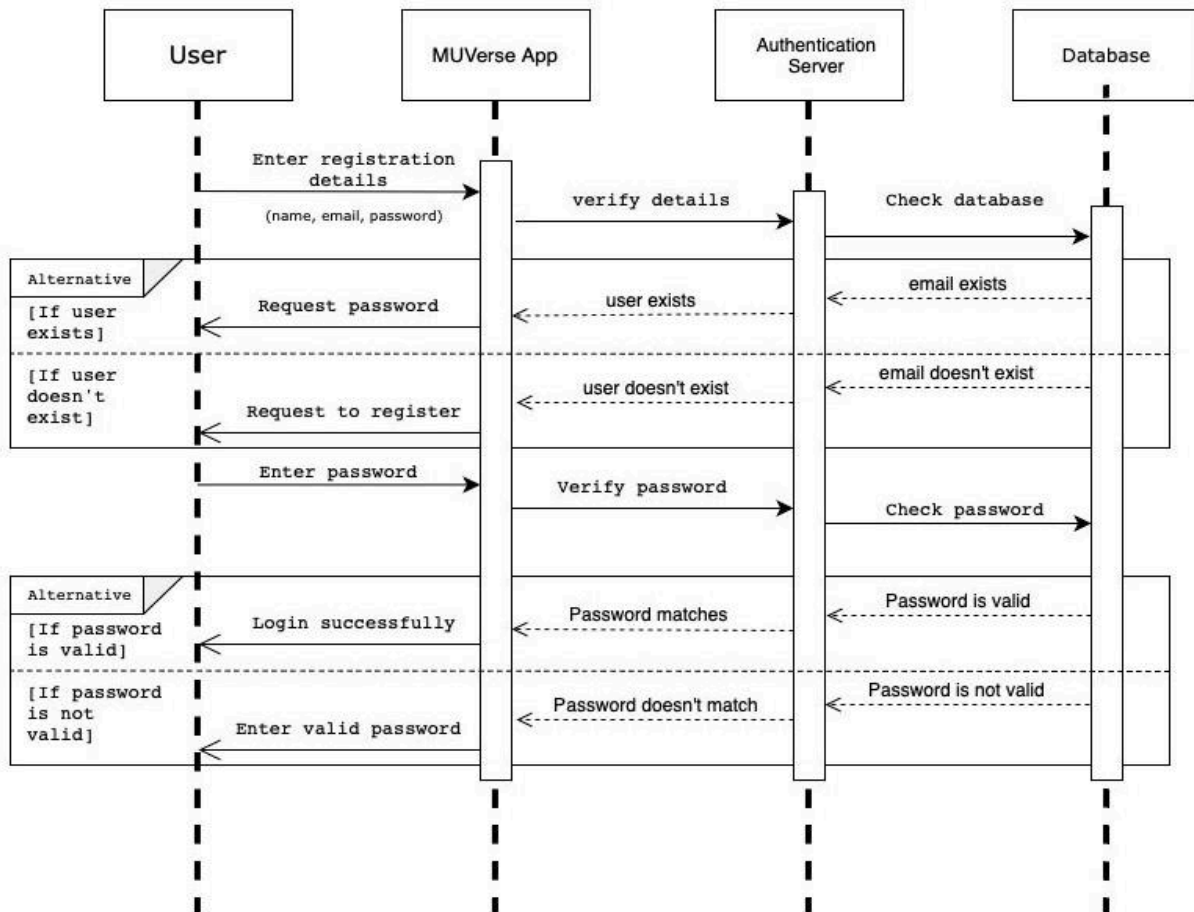 User
MUVerse App
Authentication
Server
Database
Enter registration
details
(name, email, password)
verify details
Check database
Alternative
[If user
exists]
Request password
user exists
email exists
[If user
doesn't
exist]
Request to register
user doesn't exist
email doesn't exist
Enter password
Verify password
Check password
Alternative
[If password
is valid]
Login successfully
Password matches
Password is valid
[If password
is not
valid]
Enter valid password
Password doesn't match
Password is not valid